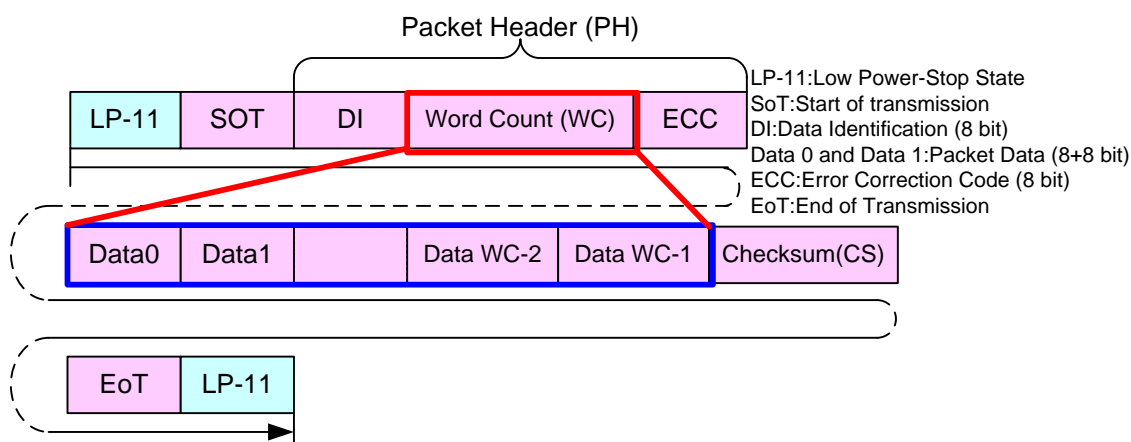 Packet Header (PH)
LP-11:Low Power-Stop State
SoT:Start of transmission
DI:Data Identification (8 bit)
Data 0 and Data 1:Packet Data (8+8 bit)
ECC:Error Correction Code (8 bit)
EoT:End of Transmission
LP-11 SOT DI Word Count (WC) ECC
Data0 Data1 Data WC-2 Data WC-1 Checksum(CS)
EoT LP-11